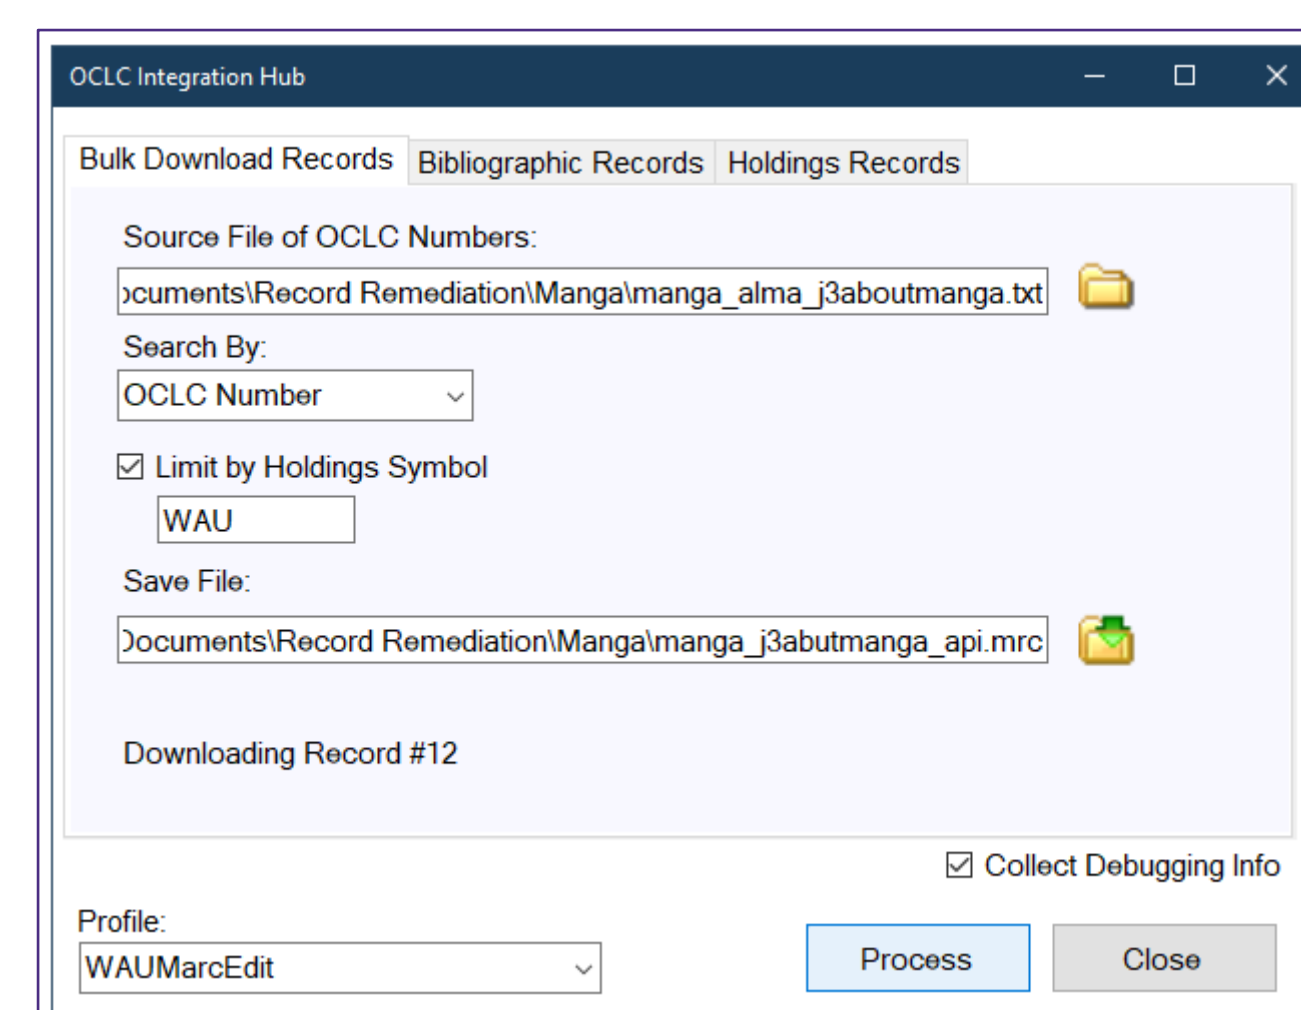 OCLC Integration Hub
Bulk Download Records Bibliographic Records Holdings Records
Source File of OCLC Numbers:
ocuments\Record Remediation\Manga\manga_alma_j3aboutmanga.txt
Search By:
OCLC Number
Limit by Holdings Symbol
WAU
Save File:
Documents\Record Remediation\Manga\manga_j3abutmanga_api.mrc
Downloading Record #12
Collect Debugging Info
Profile:
WAUMarcEdit
Process Close